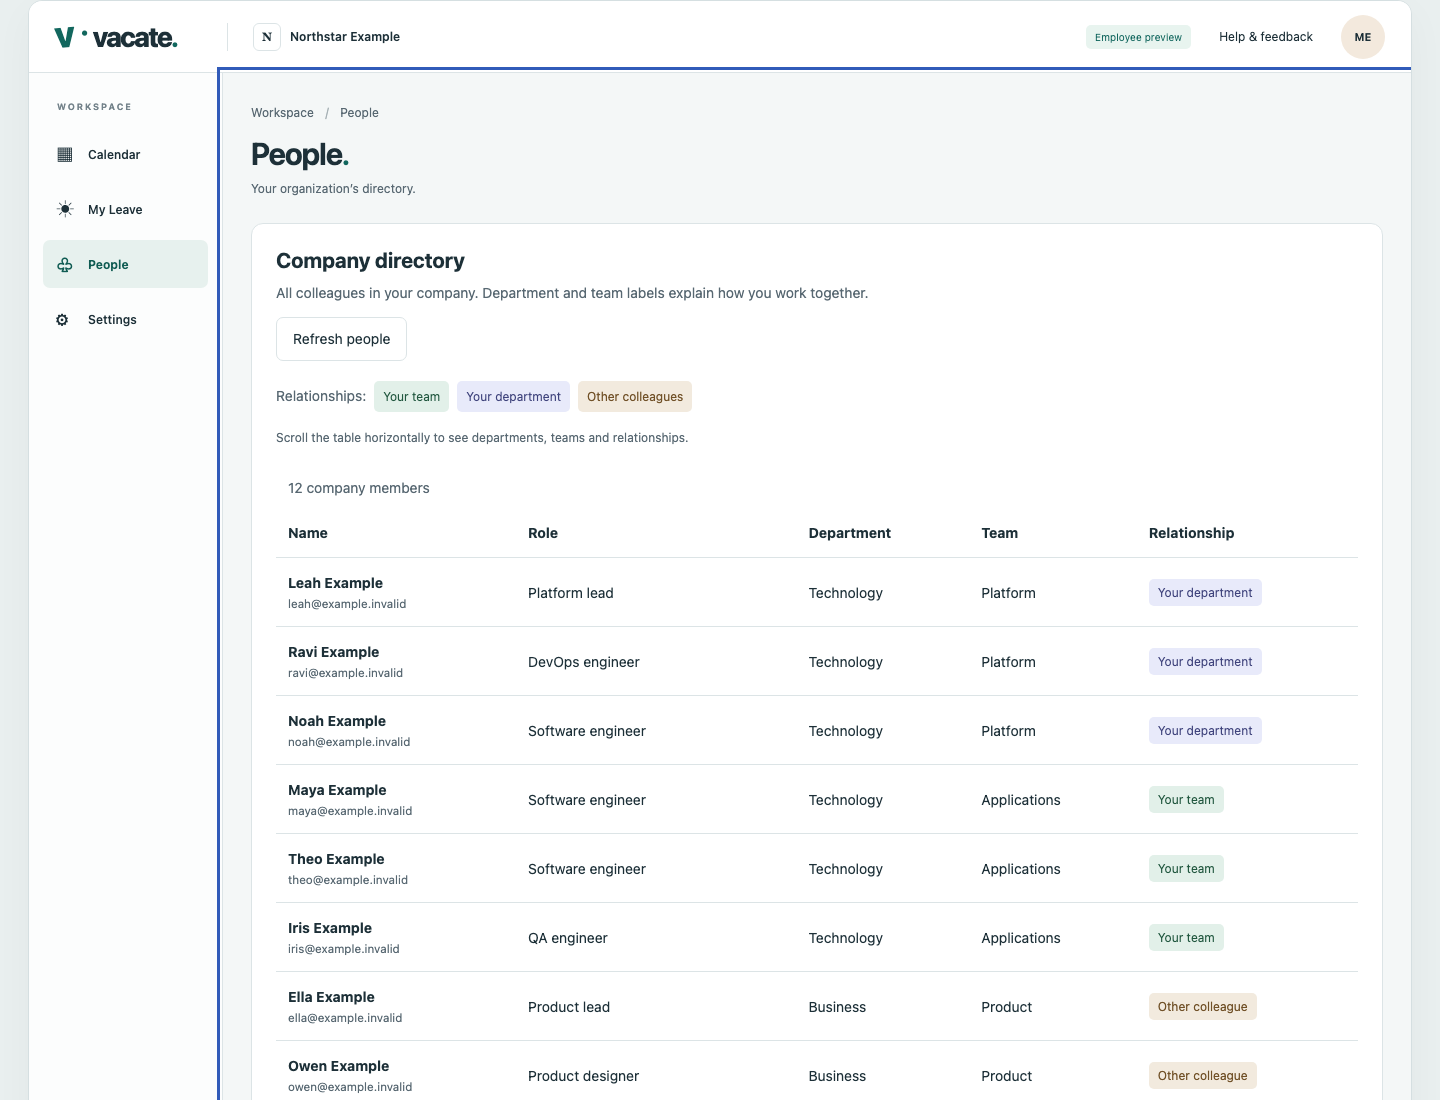 vacate.
N Northstar Example
Employee preview
Help & feedback
ME
WORKSPACE
Calendar
My Leave
People
Settings
Workspace / People
People.
Your organization's directory.
Company directory
All colleagues in your company. Department and team labels explain how you work together.
Refresh people
Relationships: Your team Your department Other colleagues
Scroll the table horizontally to see departments, teams and relationships.
12 company members
Name Role Department Team Relationship
Leah Example
leah@example.invalid
Platform lead Technology Platform Your department
Ravi Example
ravi@example.invalid
DevOps engineer Technology Platform Your department
Noah Example
noah@example.invalid
Software engineer Technology Platform Your department
Maya Example
maya@example.invalid
Software engineer Technology Applications Your team
Theo Example
theo@example.invalid
Software engineer Technology Applications Your team
Iris Example
iris@example.invalid
QA engineer Technology Applications Your team
Ella Example
ella@example.invalid
Product lead Business Product Other colleague
Owen Example
owen@example.invalid
Product designer Business Product Other colleague